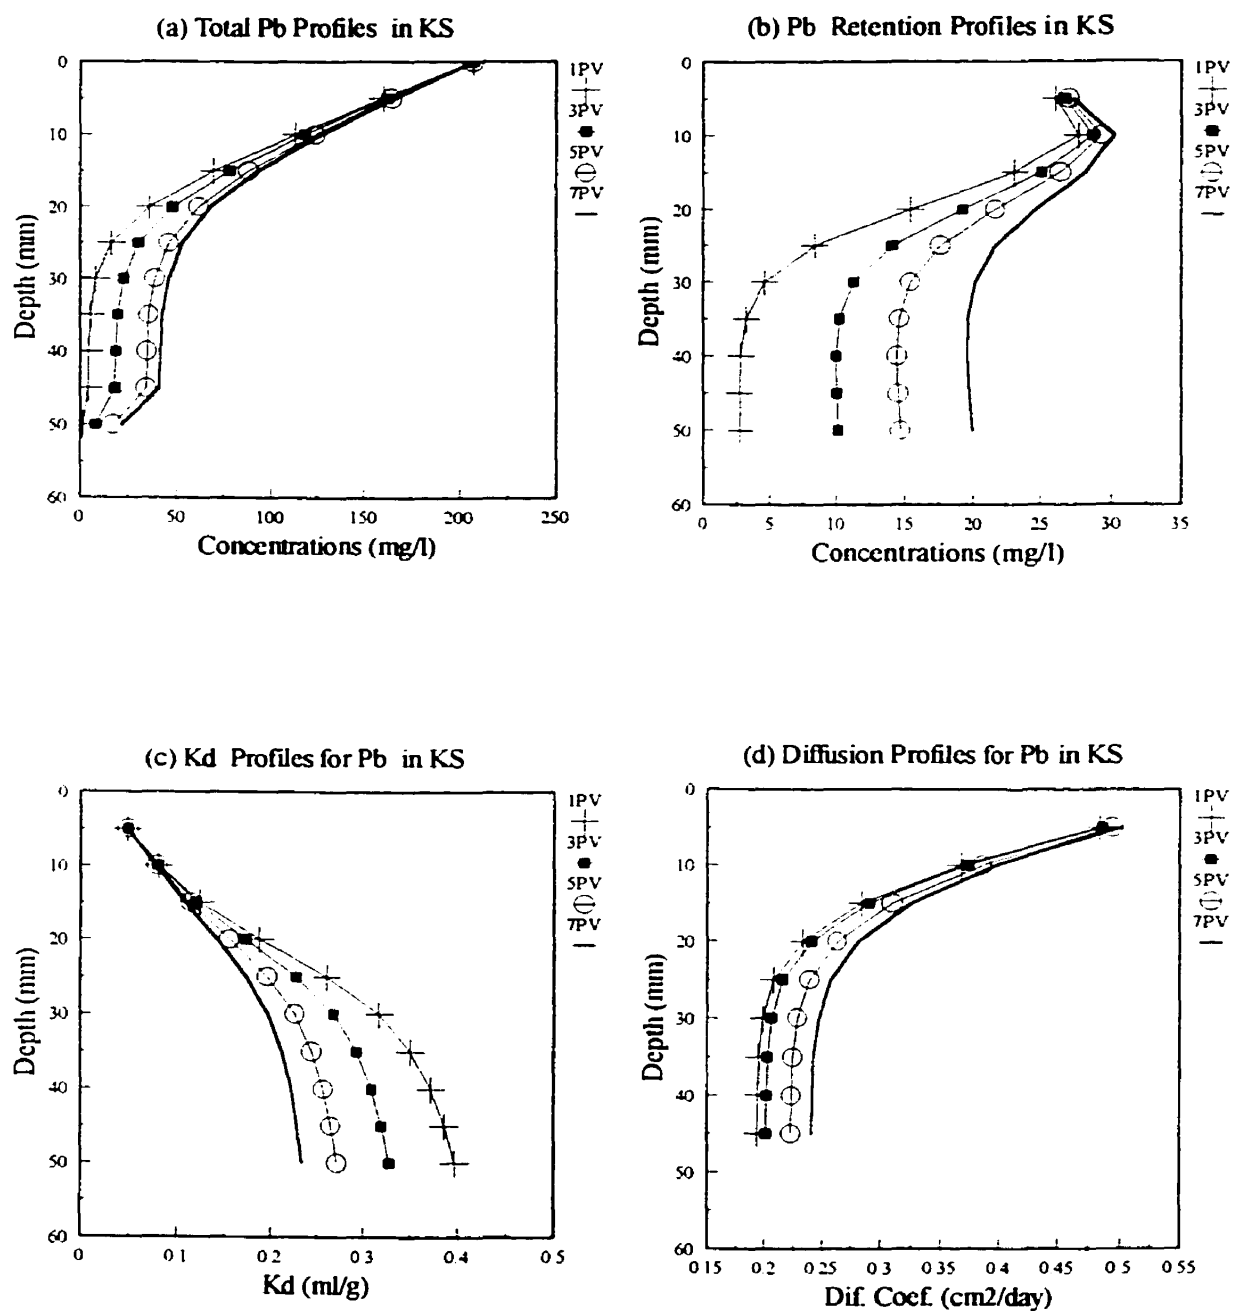 (a) Total Pb Profiles in KS
0
10
20
30
40
50
60
Depth (mm)
0 50 100 150 200 250
Concentrations (mg/l)
1PV
3PV
5PV
7PV
(b) Pb Retention Profiles in KS
0
10
20
30
40
50
60
Depth (mm)
0 5 10 15 20 25 30 35
Concentrations (mg/l)
1PV
3PV
5PV
7PV
(c) Kd Profiles for Pb in KS
0
10
20
30
40
50
60
Depth (mm)
0 0.1 0.2 0.3 0.4 0.5
Kd (ml/g)
1PV
3PV
5PV
7PV
(d) Diffusion Profiles for Pb in KS
0
10
20
30
40
50
60
Depth (mm)
0.15 0.2 0.25 0.3 0.35 0.4 0.45 0.5 0.55
Dif. Coef. (cm2/day)
1PV
3PV
5PV
7PV